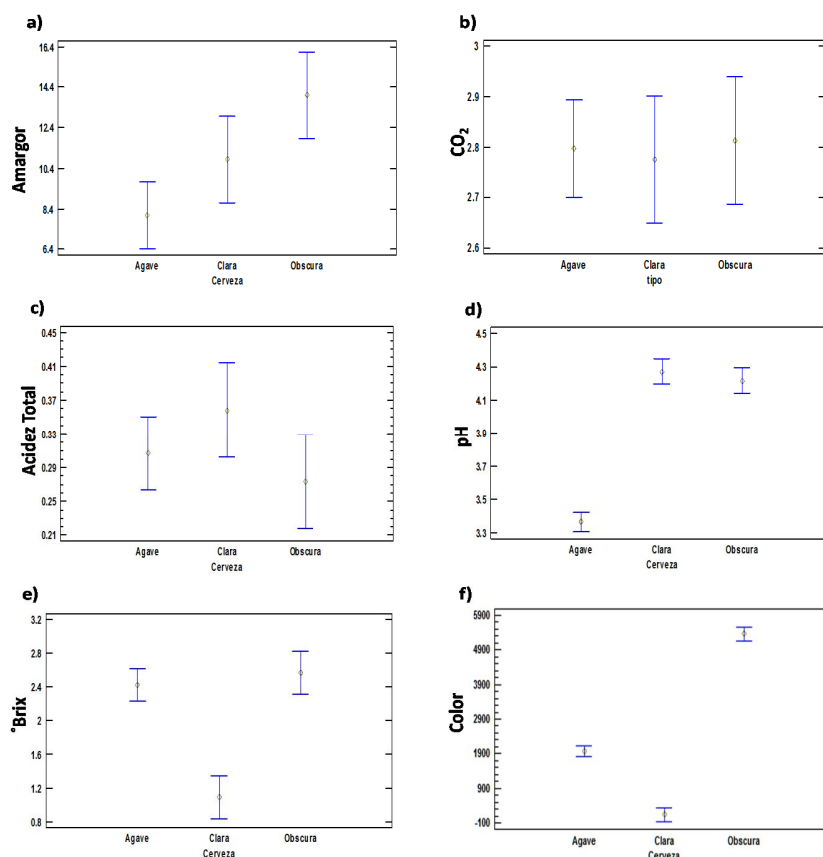 a)
Amargor
16.4
14.4
12.4
10.4
8.4
6.4
Agave Clara Obscura
Cerveza
b)
CO₂
3
2.9
2.8
2.7
2.6
Agave Clara Obscura
tipo
c)
Acidez Total
0.45
0.41
0.37
0.33
0.29
0.25
0.21
Agave Clara Obscura
Cerveza
d)
pH
4.5
4.3
4.1
3.9
3.7
3.5
3.3
Agave Clara Obscura
Cerveza
e)
°Brix
3.2
2.8
2.4
2
1.6
1.2
0.8
Agave Clara Obscura
Cerveza
f)
Color
5900
4900
3900
2900
1900
900
-100
Agave Clara Obscura
Cerveza